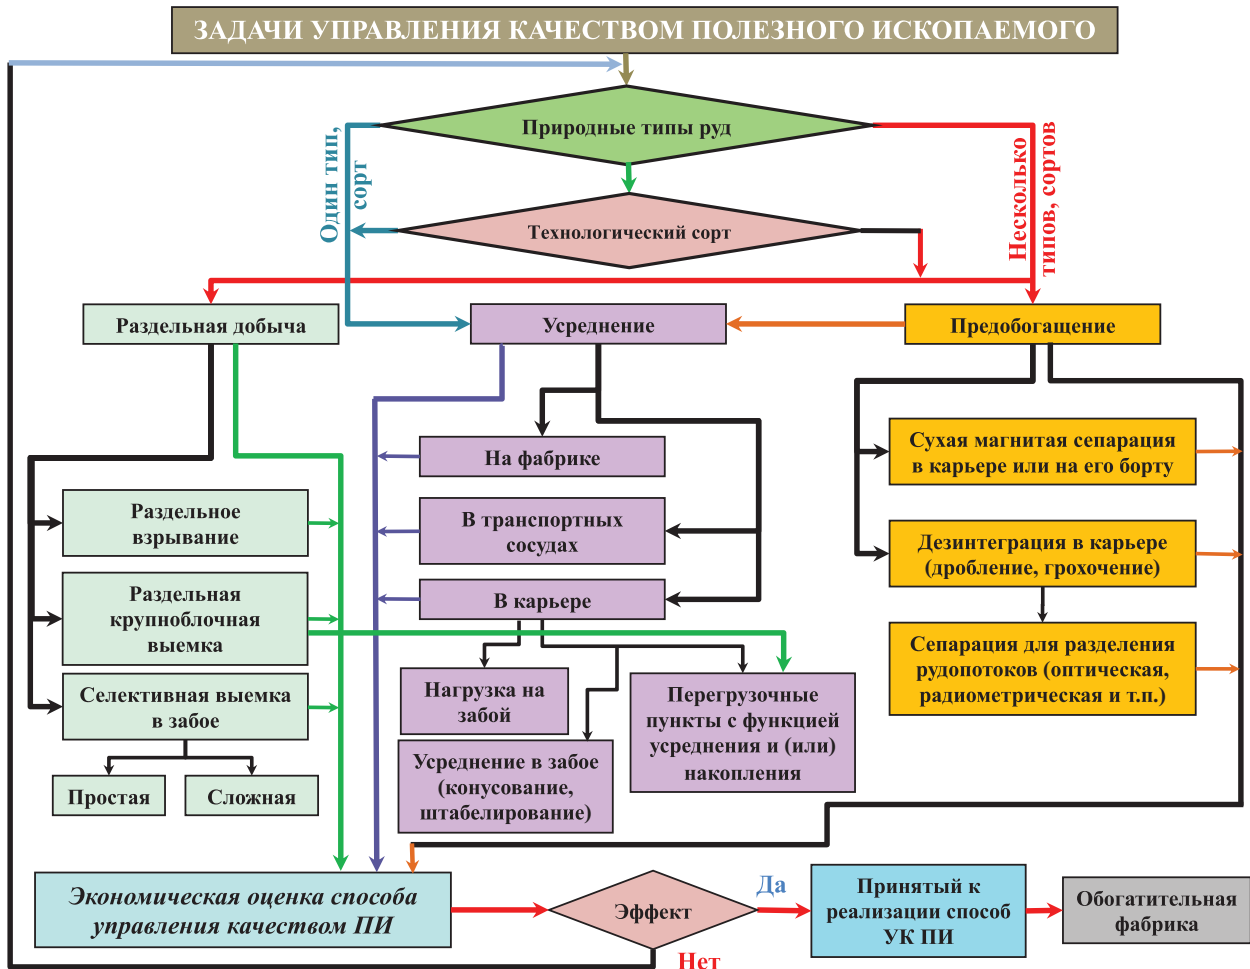 ЗАДАЧИ УПРАВЛЕНИЯ КАЧЕСТВОМ ПОЛЕЗНОГО ИСКОПАЕМОГО
Природные типы руд
Один тип,
сорт
Несколько
типов, сортов
Технологический сорт
Раздельная добыча
Усреднение
Предобогащение
На фабрике
Сухая магнитая сепарация
в карьере или на его борту
Раздельное
взрывание
В транспортных
сосудах
Дезинтеграция в карьере
(дробление, грохочение)
Раздельная
крупноблочная
выемка
В карьере
Сепарация для разделения
рудопотоков (оптическая,
радиометрическая и т.п.)
Селективная выемка
в забое
Нагрузка на
забой
Перегрузочные
пункты с функцией
усреднения и (или)
накопления
Простая
Сложная
Усреднение в забое
(конусование,
штабелирование)
Экономическая оценка способа
управления качеством ПИ
Эффект
Да
Нет
Принятый к
реализации способ
УК ПИ
Обогатительная
фабрика